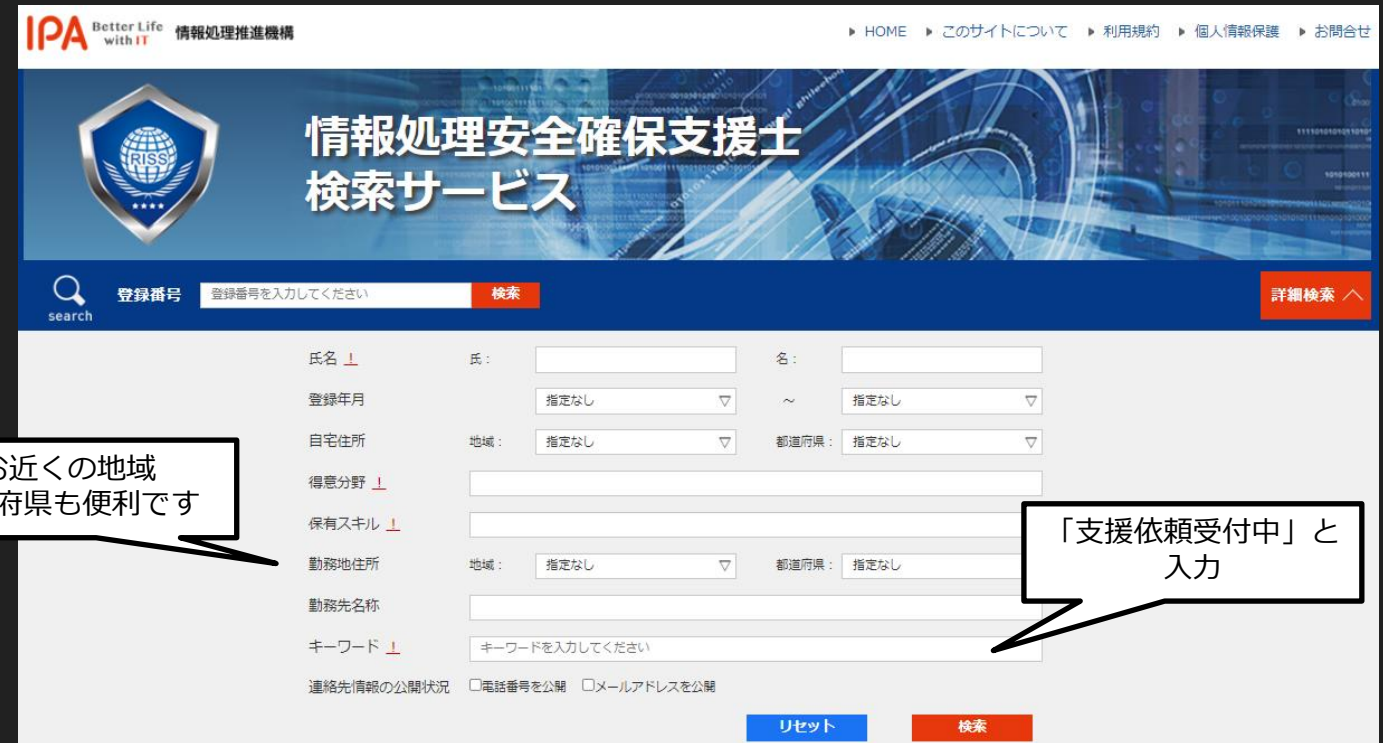 IPA Better Life with IT 情報処理推進機構
HOME このサイトについて 利用規約 個人情報保護 お問合せ
RISS
情報処理安全確保支援士
検索サービス
search 登録番号 登録番号を入力してください 検索 詳細検索
氏名 ! 氏： 名：
登録年月 指定なし ～ 指定なし
自宅住所 地域： 指定なし 都道府県： 指定なし
得意分野 !
保有スキル !
勤務地住所 地域： 指定なし 都道府県： 指定なし
勤務先名称
キーワード ! キーワードを入力してください
連絡先情報の公開状況 電話番号を公開 メールアドレスを公開
リセット 検索
近くの地域
府県も便利です
「支援依頼受付中」と
入力